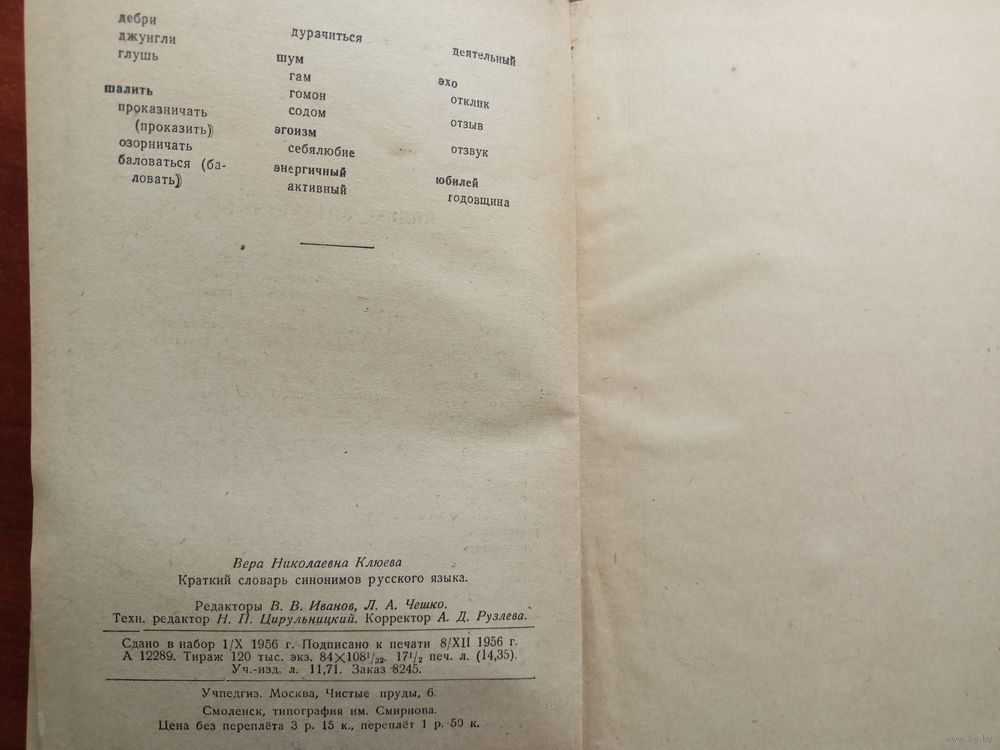 дебри
джунгли
глушь
шалить
проказничать
(проказить)
озорничать
баловаться (ба-
ловать)
дурачиться
шум
гам
гомон
содом
эгоизм
себялюбие
энергичный
активный
деятельный
эхо
отклик
отзыв
отзвук
юбилей
годовщина
Вера Николаевна Клюева
Краткий словарь синонимов русского языка.
Редакторы В. В. Иванов, Л. А. Чешко.
Техн. редактор Н. П. Цирульницкий. Корректор А. Д. Рузлева.
Сдано в набор 1/X 1956 г. Подписано к печати 8/XII 1956 г.
А 12289. Тираж 120 тыс. экз. 84×108¹/₃₂. 17¹/₂ печ. л. (14,35).
Уч.-изд. л. 11,71. Заказ 8245.
Учпедгиз. Москва, Чистые пруды, 6.
Смоленск, типография им. Смирнова.
Цена без переплёта 3 р. 15 к., переплёт 1 р. 50 к.
www.ay.by